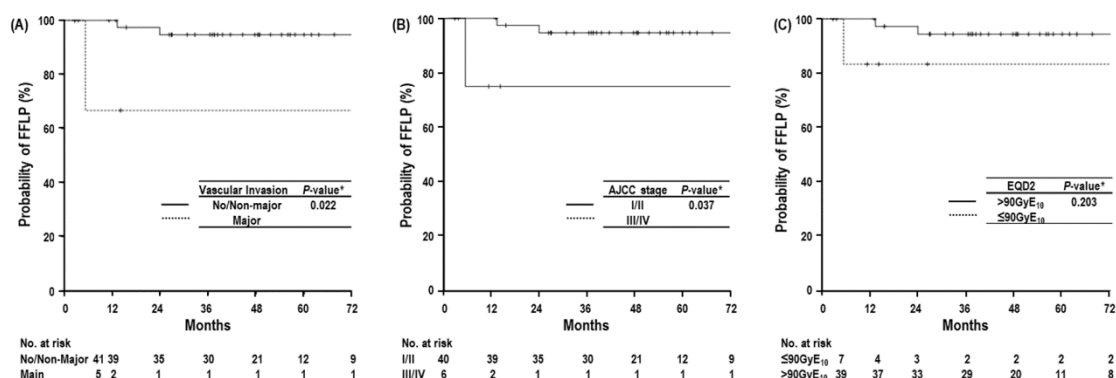 (A)
100
80
60
40
20
0
Probability of FFLP (%)
Vascular Invasion P-value*
No/Non-major 0.022
Major
0 12 24 36 48 60 72
Months
No. at risk
No/Non-Major 41 39 35 30 21 12 9
Main 5 2 1 1 1 1 1
(B)
100
80
60
40
20
0
Probability of FFLP (%)
AJCC stage P-value*
I/II 0.037
III/IV
0 12 24 36 48 60 72
Months
No. at risk
I/II 40 39 35 30 21 12 9
III/IV 6 2 1 1 1 1 1
(C)
100
80
60
40
20
0
Probability of FFLP (%)
EQD2 P-value*
>90GyE₁₀ 0.203
≤90GyE₁₀
0 12 24 36 48 60 72
Months
No. at risk
≤90GyE₁₀ 7 4 3 2 2 2 2
>90GyE₁₀ 39 37 33 29 20 11 8